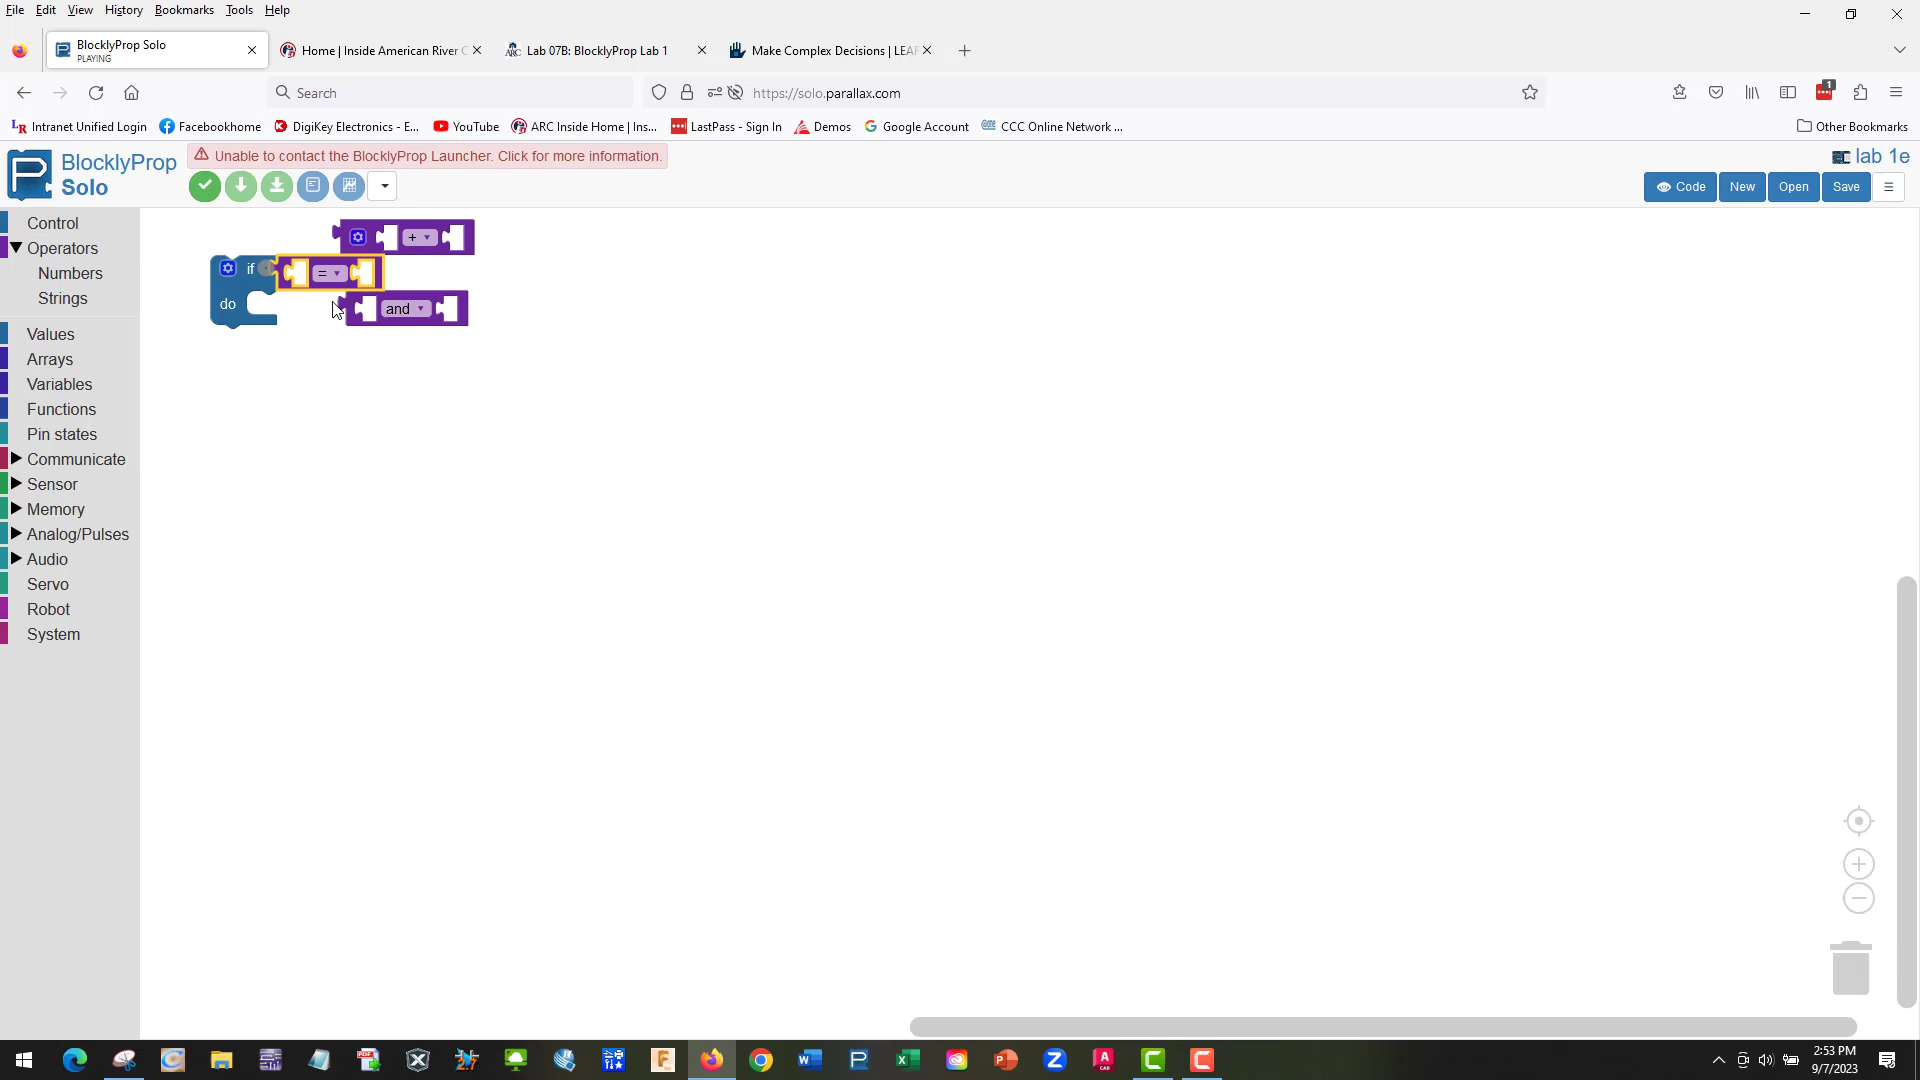 File Edit View History Bookmarks Tools Help
BlocklyProp Solo
PLAYING
Home | Inside American River C
Lab 07B: BlocklyProp Lab 1
Make Complex Decisions | LEA
Search
https://solo.parallax.com
1
Intranet Unified Login
Facebookhome
DigiKey Electronics - E...
YouTube
ARC Inside Home | Ins...
LastPass - Sign In
Demos
Google Account
CCC Online Network ...
Other Bookmarks
BlocklyProp
Solo
Unable to contact the BlocklyProp Launcher. Click for more information.
lab 1e
Code
New
Open
Save
Control
Operators
Numbers
Strings
Values
Arrays
Variables
Functions
Pin states
Communicate
Sensor
Memory
Analog/Pulses
Audio
Servo
Robot
System
+
if
=
do
and
2:53 PM
9/7/2023